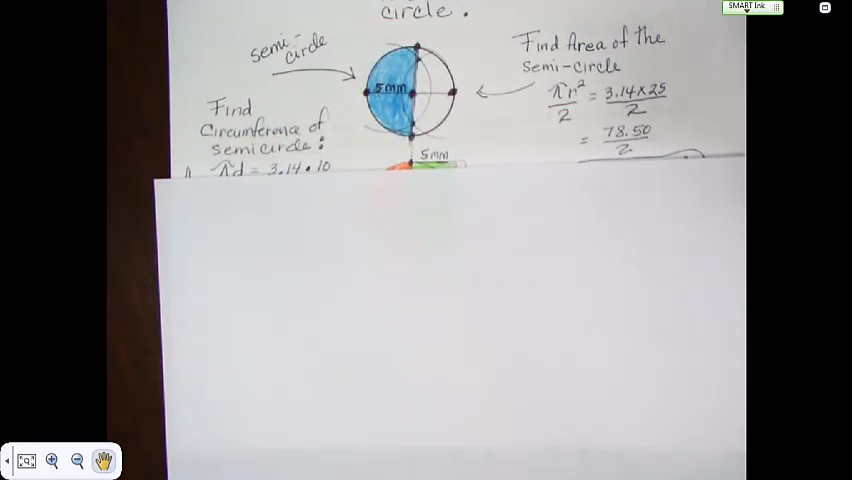 circle.
semi-
circle
5mm
Find Area of the
semi-circle
πr² = 3.14×25
2 2
= 78.50
2
Find
Circumference of
semicircle:
πd = 3.14•10
5mm
SMART Ink